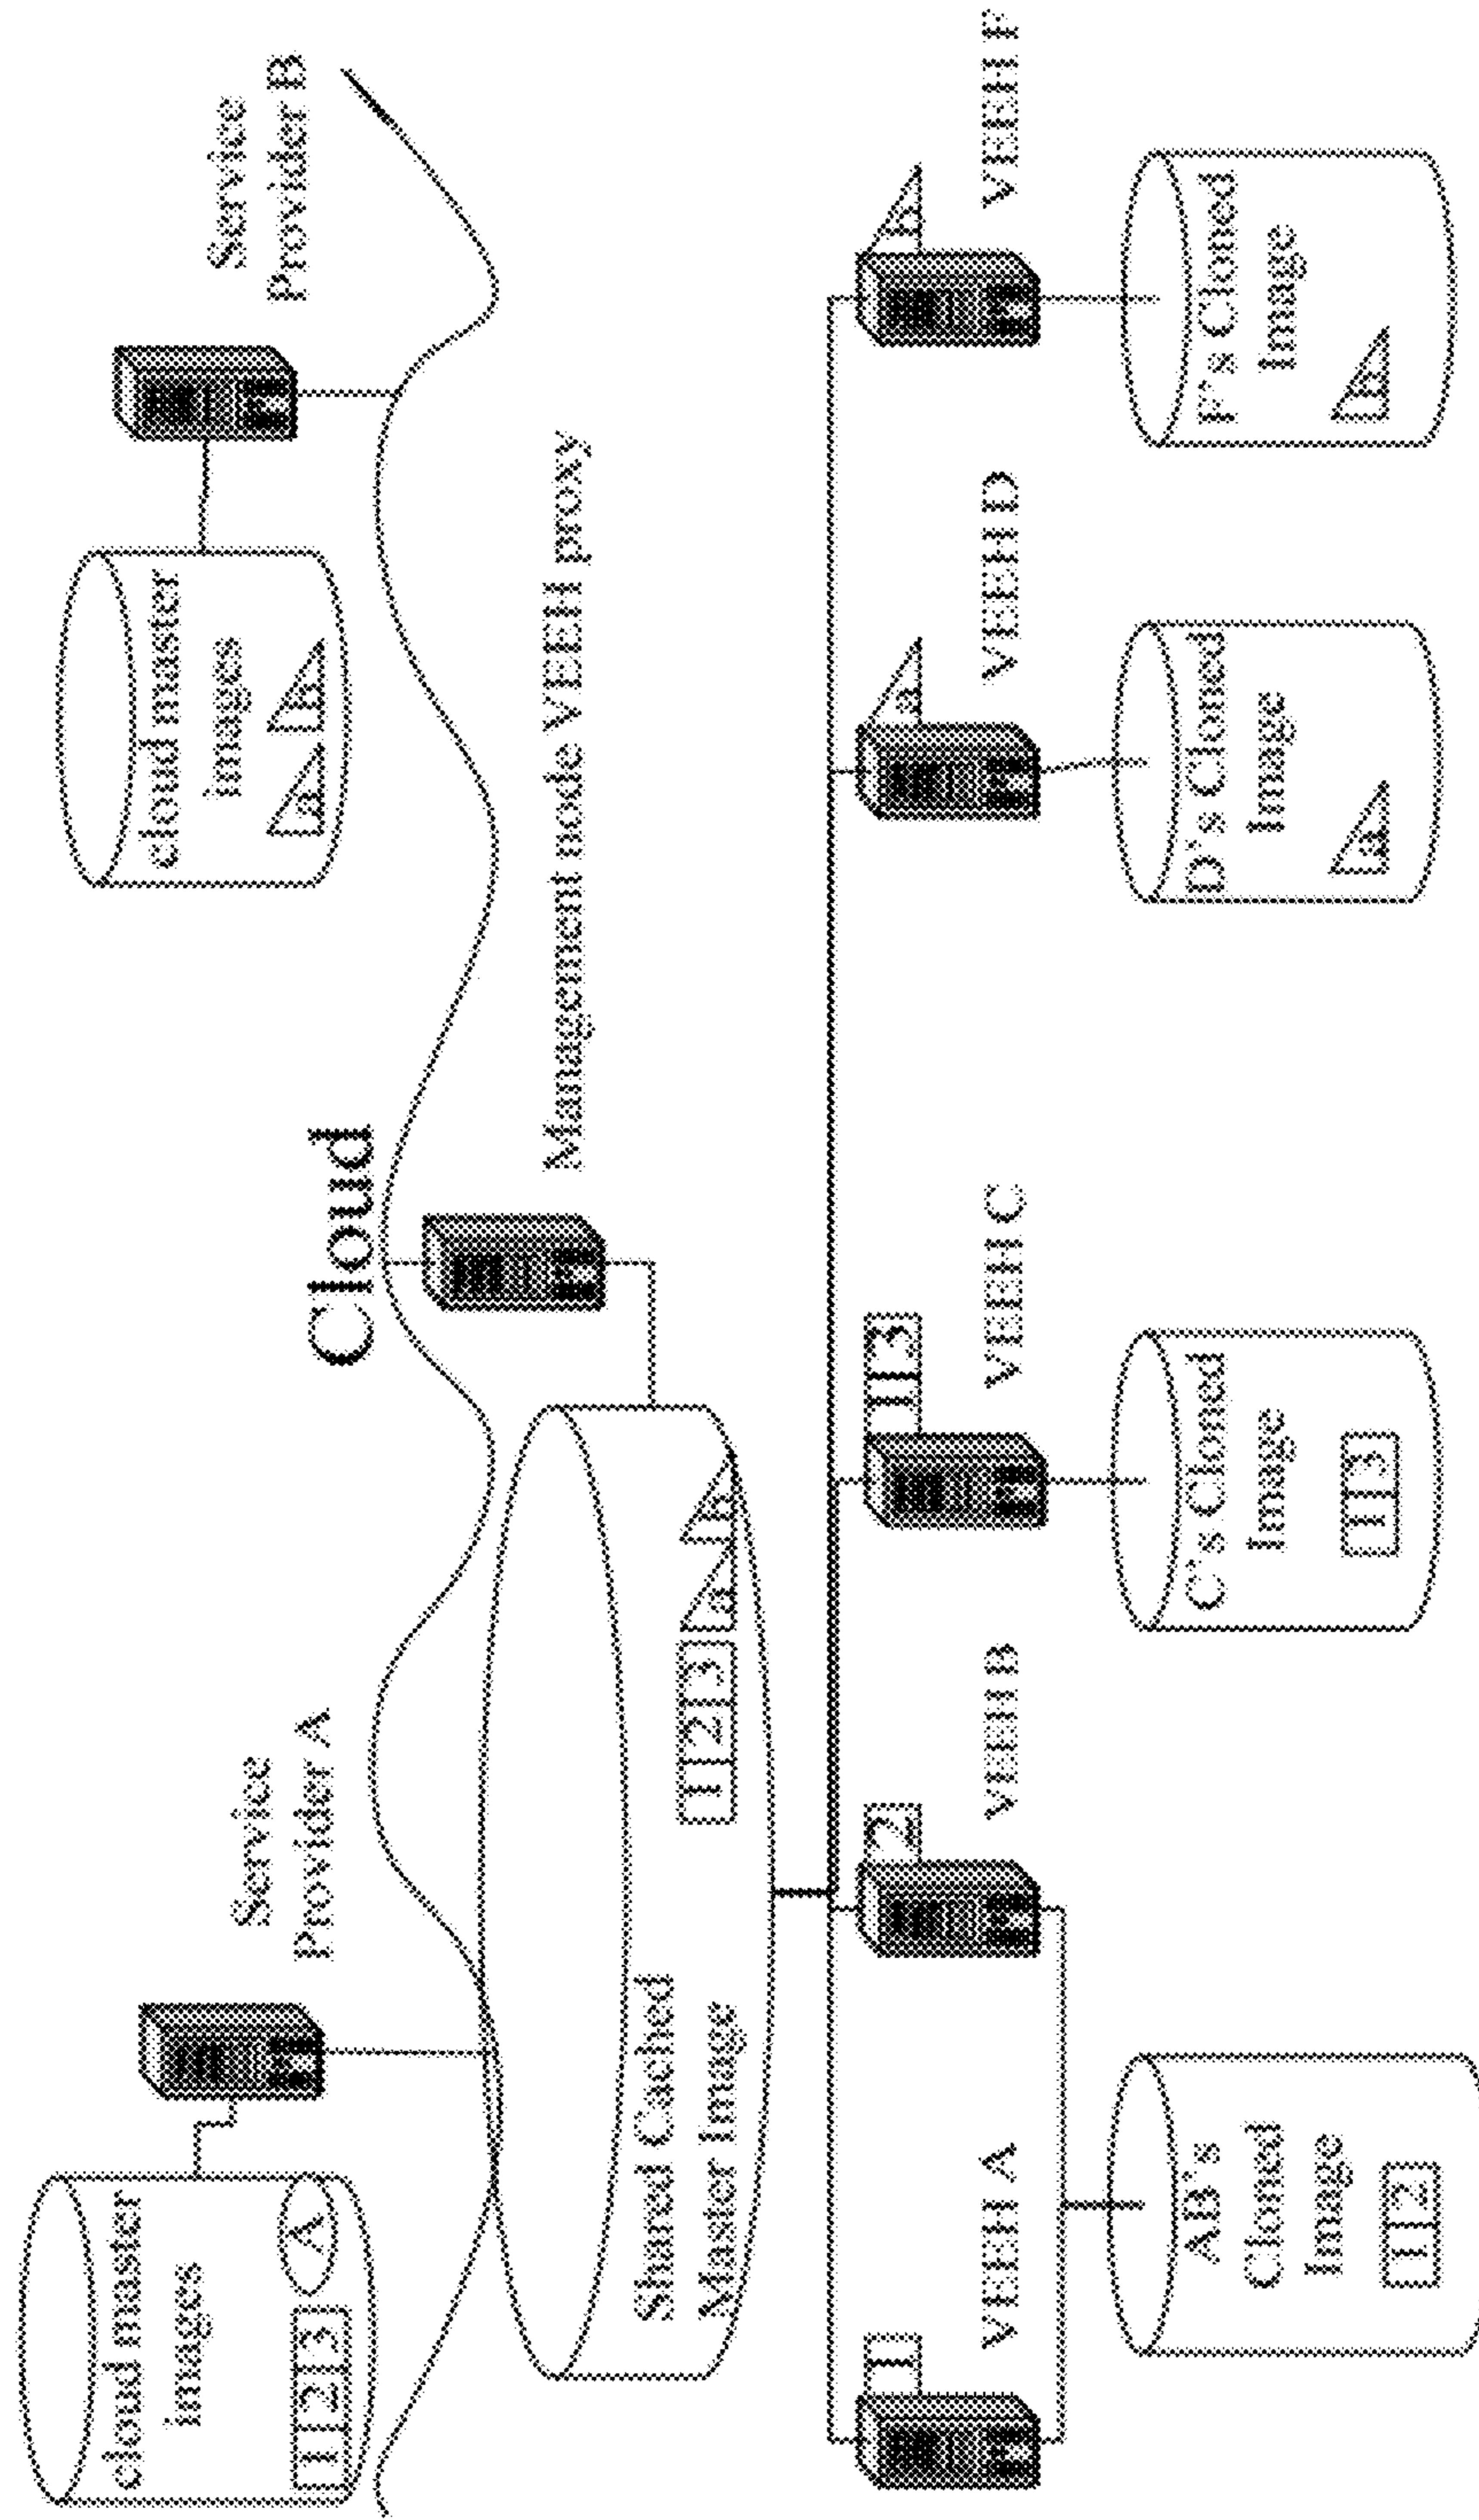 cloud master
images
1 2 3
A
Service
Provider A
Cloud
cloud master
images
a b
Service
Provider B
Shared Cached
Master Image
1 2 3 a b
Management node VEEH proxy
1
VEEH A
2
VEEH B
1 3
VEEH C
a
VEEH D
b
VEEH F
AB's
Cloned
Image
1 2
C's Cloned
Image
1 3
D's Cloned
Image
a
F's Cloned
Image